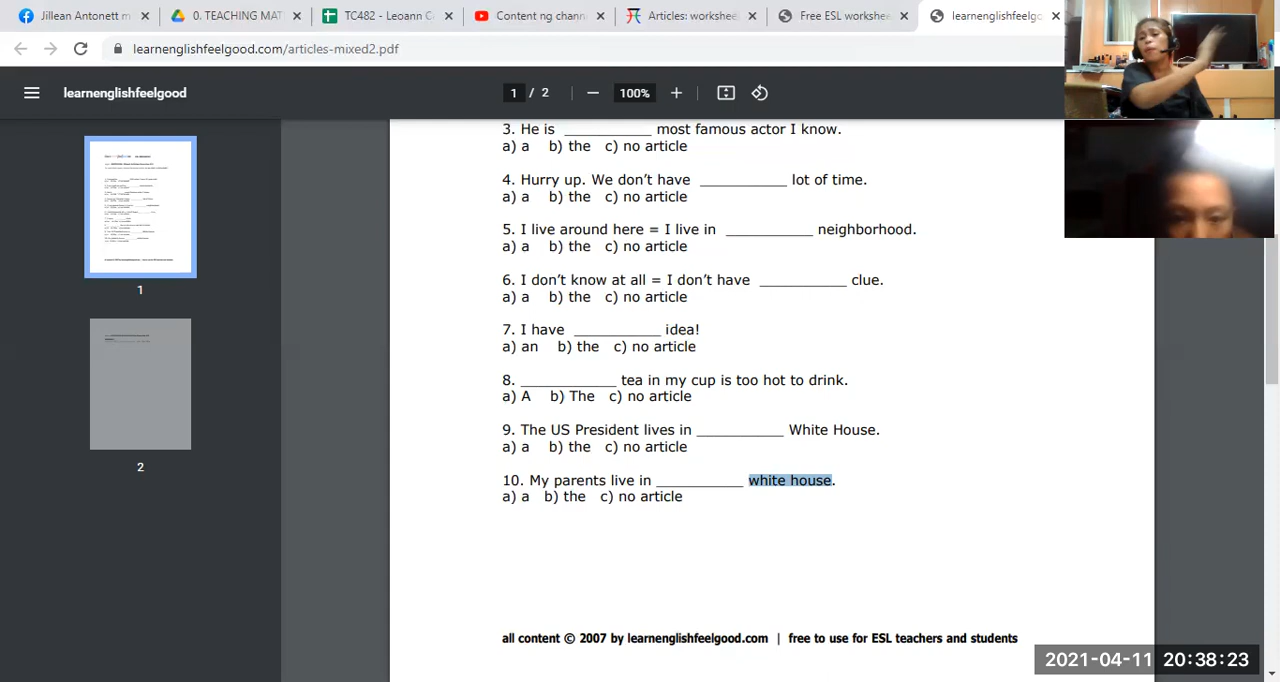 Jillean Antonett m
0. TEACHING MAT
TC482 - Leoann C
Content ng chann
Articles: workshee
Free ESL workshee
learnenglishfeelgo
learnenglishfeelgood.com/articles-mixed2.pdf
learnenglishfeelgood
1 / 2
100%
3. He is ___________ most famous actor I know.
a) a b) the c) no article
4. Hurry up. We don't have ___________ lot of time.
a) a b) the c) no article
5. I live around here = I live in ___________ neighborhood.
a) a b) the c) no article
6. I don't know at all = I don't have ___________ clue.
a) a b) the c) no article
7. I have ___________ idea!
a) an b) the c) no article
8. ____________ tea in my cup is too hot to drink.
a) A b) The c) no article
9. The US President lives in ___________ White House.
a) a b) the c) no article
10. My parents live in ___________ white house.
a) a b) the c) no article
all content © 2007 by learnenglishfeelgood.com | free to use for ESL teachers and students
1
2
2021-04-11 20:38:23